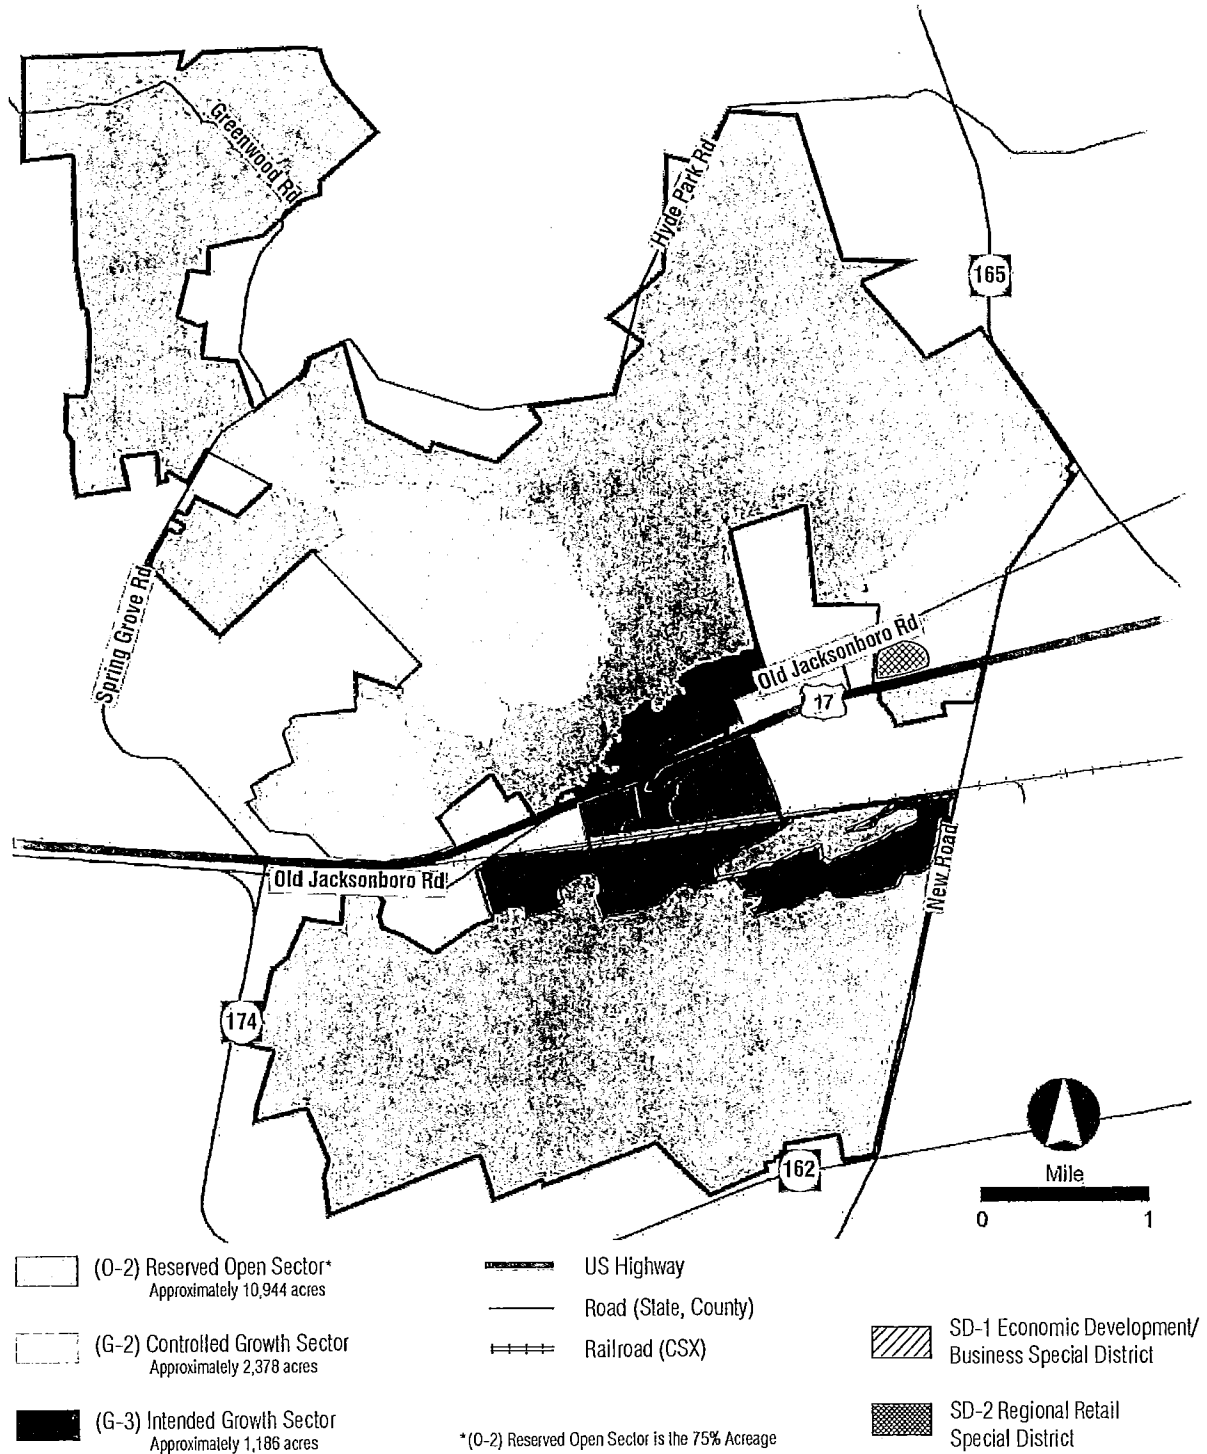 Greenwood Rd
Hyde Park Rd
165
Spring Grove Rd
Old Jacksonboro Rd
17
Old Jacksonboro Rd
New Road
174
162
Mile
0 1
(O-2) Reserved Open Sector*
Approximately 10,944 acres
(G-2) Controlled Growth Sector
Approximately 2,378 acres
(G-3) Intended Growth Sector
Approximately 1,186 acres
US Highway
Road (State, County)
Railroad (CSX)
*(O-2) Reserved Open Sector is the 75% Acreage
SD-1 Economic Development/
Business Special District
SD-2 Regional Retail
Special District